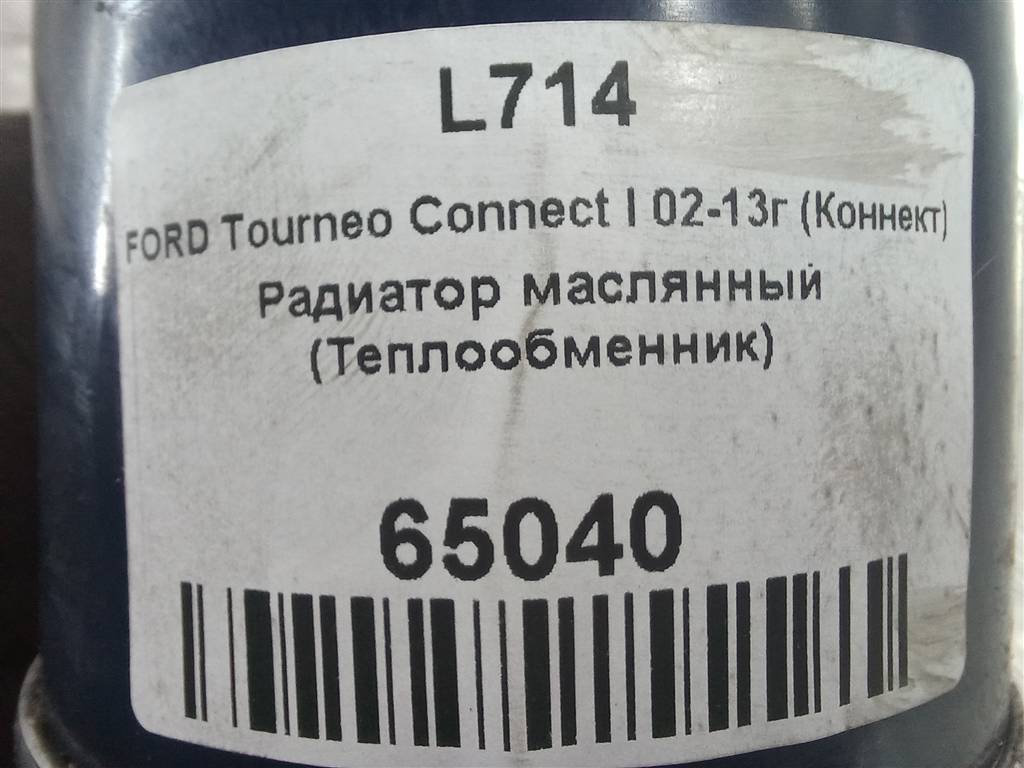 L714
FORD Tourneo Connect I 02-13г (Коннект)
Радиатор маслянный
(Теплообменник)
65040